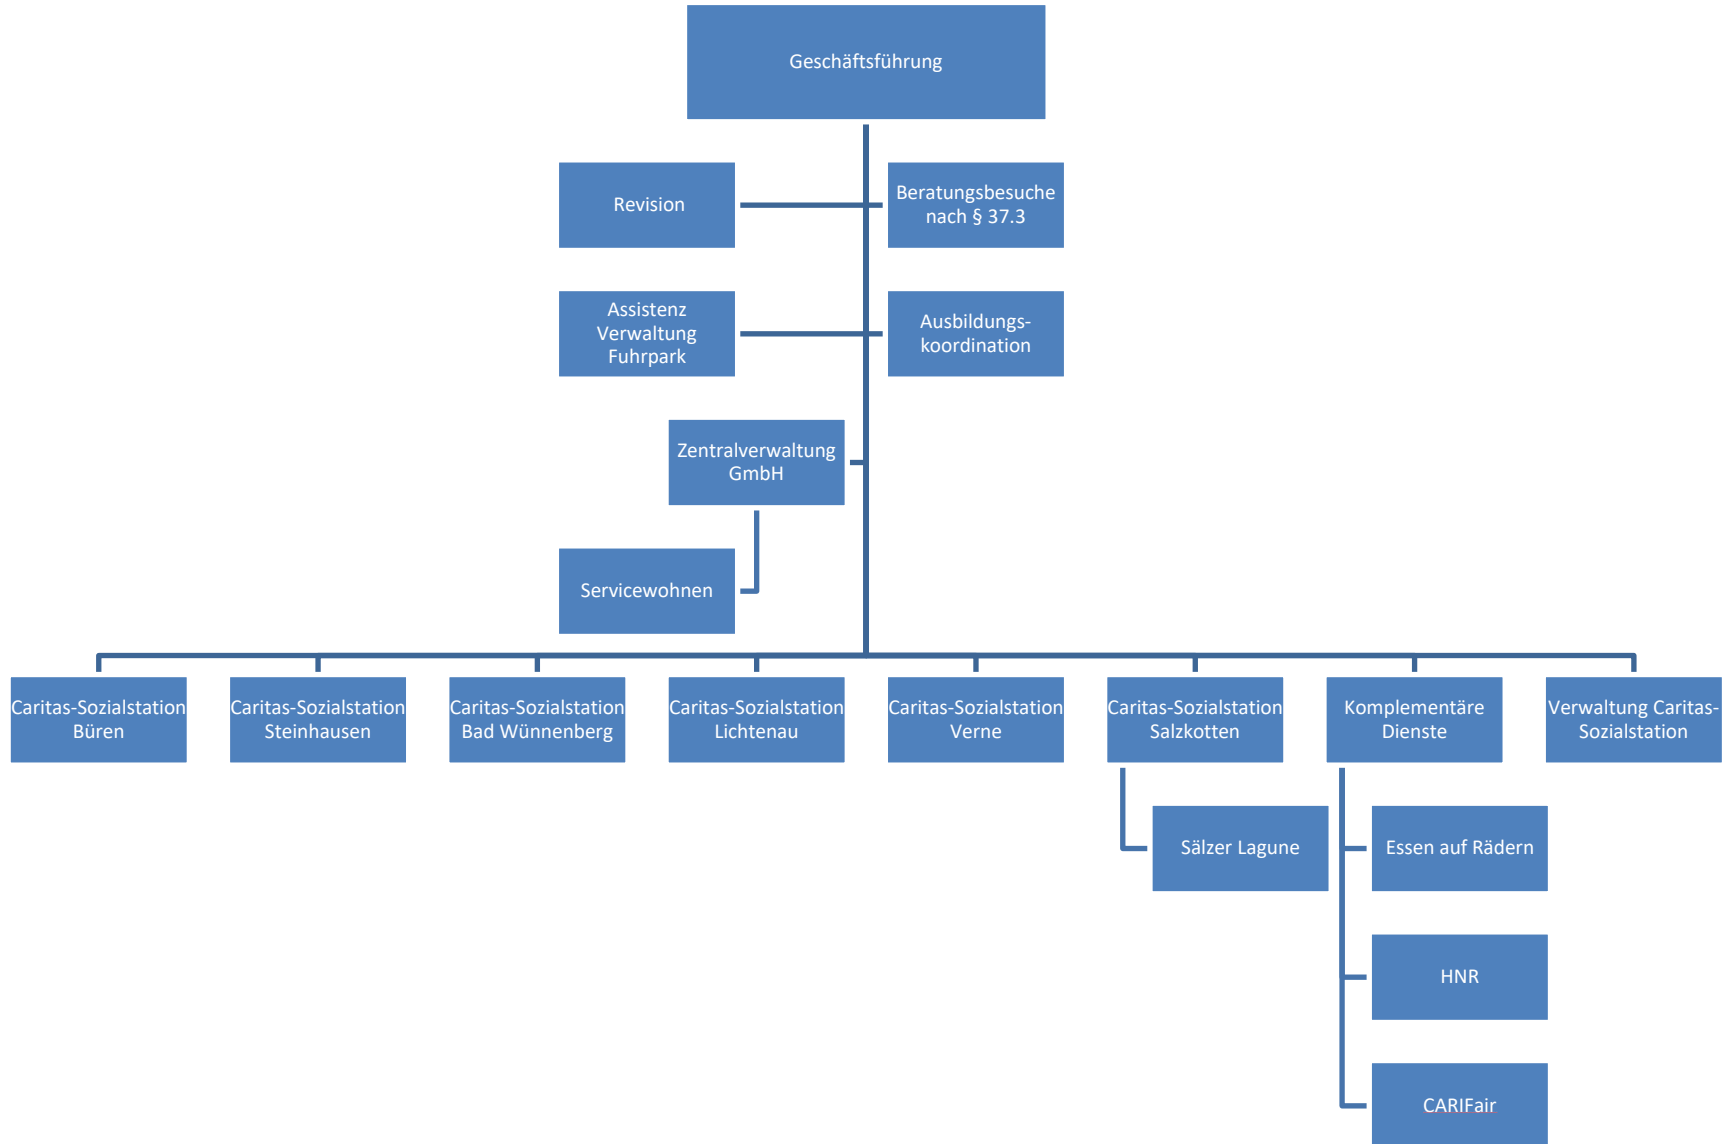 Geschäftsführung
Revision
Beratungsbesuche
nach § 37.3
Assistenz
Verwaltung
Fuhrpark
Ausbildungs-
koordination
Zentralverwaltung
GmbH
Servicewohnen
Caritas-Sozialstation
Büren
Caritas-Sozialstation
Steinhausen
Caritas-Sozialstation
Bad Wünnenberg
Caritas-Sozialstation
Lichtenau
Caritas-Sozialstation
Verne
Caritas-Sozialstation
Salzkotten
Komplementäre
Dienste
Verwaltung Caritas-
Sozialstation
Sälzer Lagune
Essen auf Rädern
HNR
CARIFair